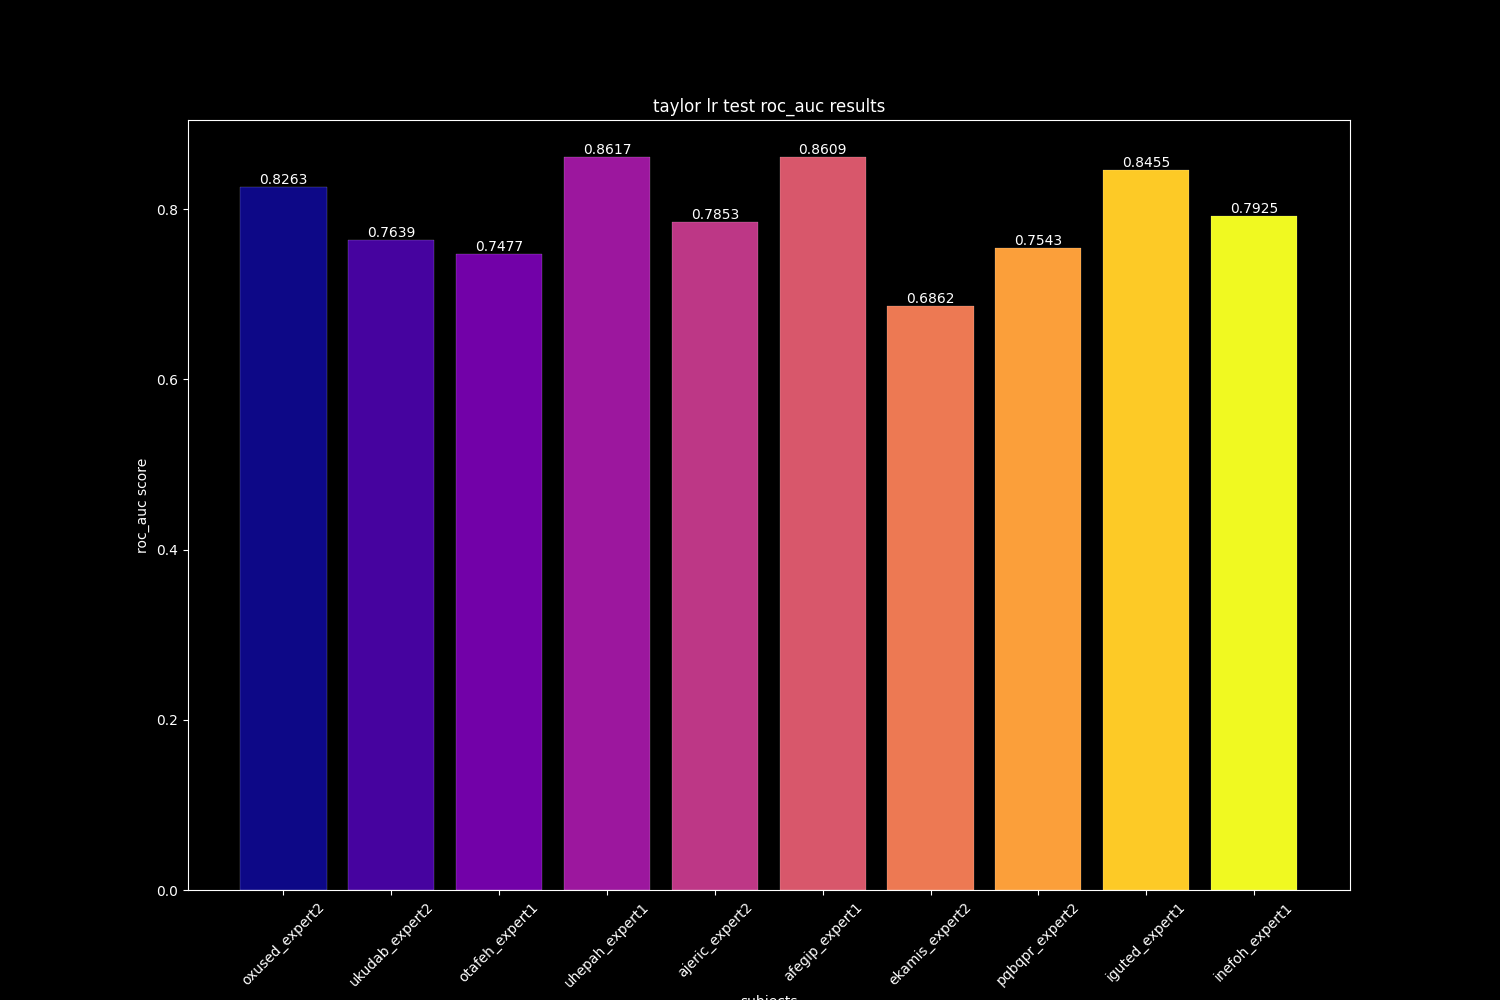 taylor lr test roc_auc results
0.8263
0.7639
0.7477
0.8617
0.7853
0.8609
0.6862
0.7543
0.8455
0.7925
0.8
0.6
0.4
0.2
0.0
roc_auc score
oxused_expert2
ukudab_expert2
otafeh_expert1
uhepah_expert1
ajeric_expert2
afegip_expert1
ekamis_expert2
pqbqpr_expert2
iguted_expert1
inefoh_expert1
subjects